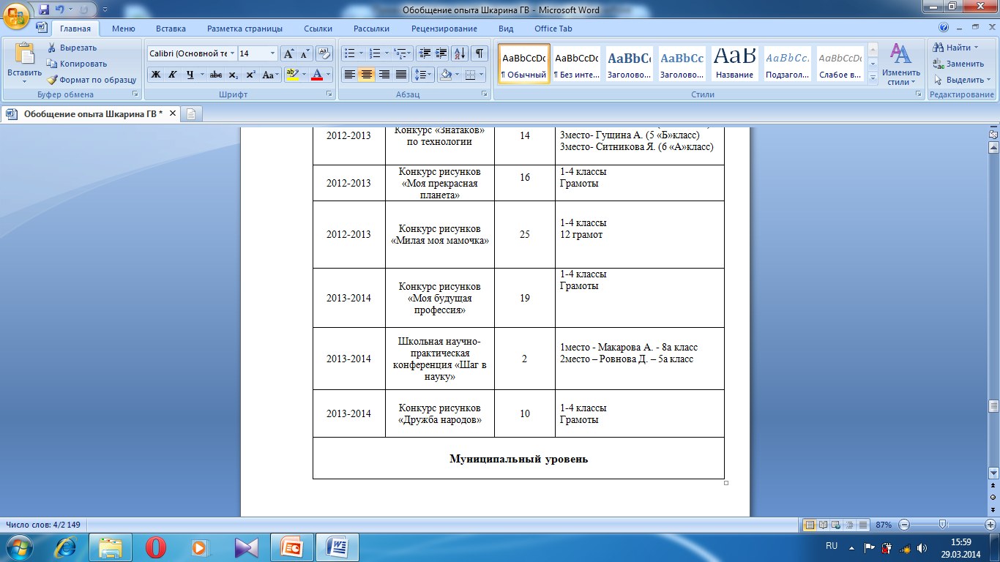 Обобщение опыта Шкарина ГВ - Microsoft Word
Главная Меню Вставка Разметка страницы Ссылки Рассылки Рецензирование Вид Office Tab
Вставить
Вырезать
Копировать
Формат по образцу
Буфер обмена
Calibri (Основной те 14
Ж К Ч abc x₂ x² Aa
Шрифт
Абзац
AaBbCcDc AaBbCcDc AaBbCc AaBbCc AaB AaBbCc. AaBbCcDc
¶ Обычный ¶ Без инте... Заголово... Заголово... Название Подзагол... Слабое в...
Изменить стили
Стили
Найти
Заменить
Выделить
Редактирование
Обобщение опыта Шкарина ГВ *
2012-2013
Конкурс «Знатаков»
по технологии
14
3место- Гущина А. (5 «Б»класс)
3место- Ситникова Я. (6 «А»класс)
2012-2013
Конкурс рисунков
«Моя прекрасная
планета»
16
1-4 классы
Грамоты
2012-2013
Конкурс рисунков
«Милая моя мамочка»
25
1-4 классы
12 грамот
2013-2014
Конкурс рисунков
«Моя будущая
профессия»
19
1-4 классы
Грамоты
2013-2014
Школьная научно-
практическая
конференция «Шаг в
науку»
2
1место - Макарова А. - 8а класс
2место – Ровнова Д. – 5а класс
2013-2014
Конкурс рисунков
«Дружба народов»
10
1-4 классы
Грамоты
Муниципальный уровень
Число слов: 4/2 149
87%
RU
15:59
29.03.2014